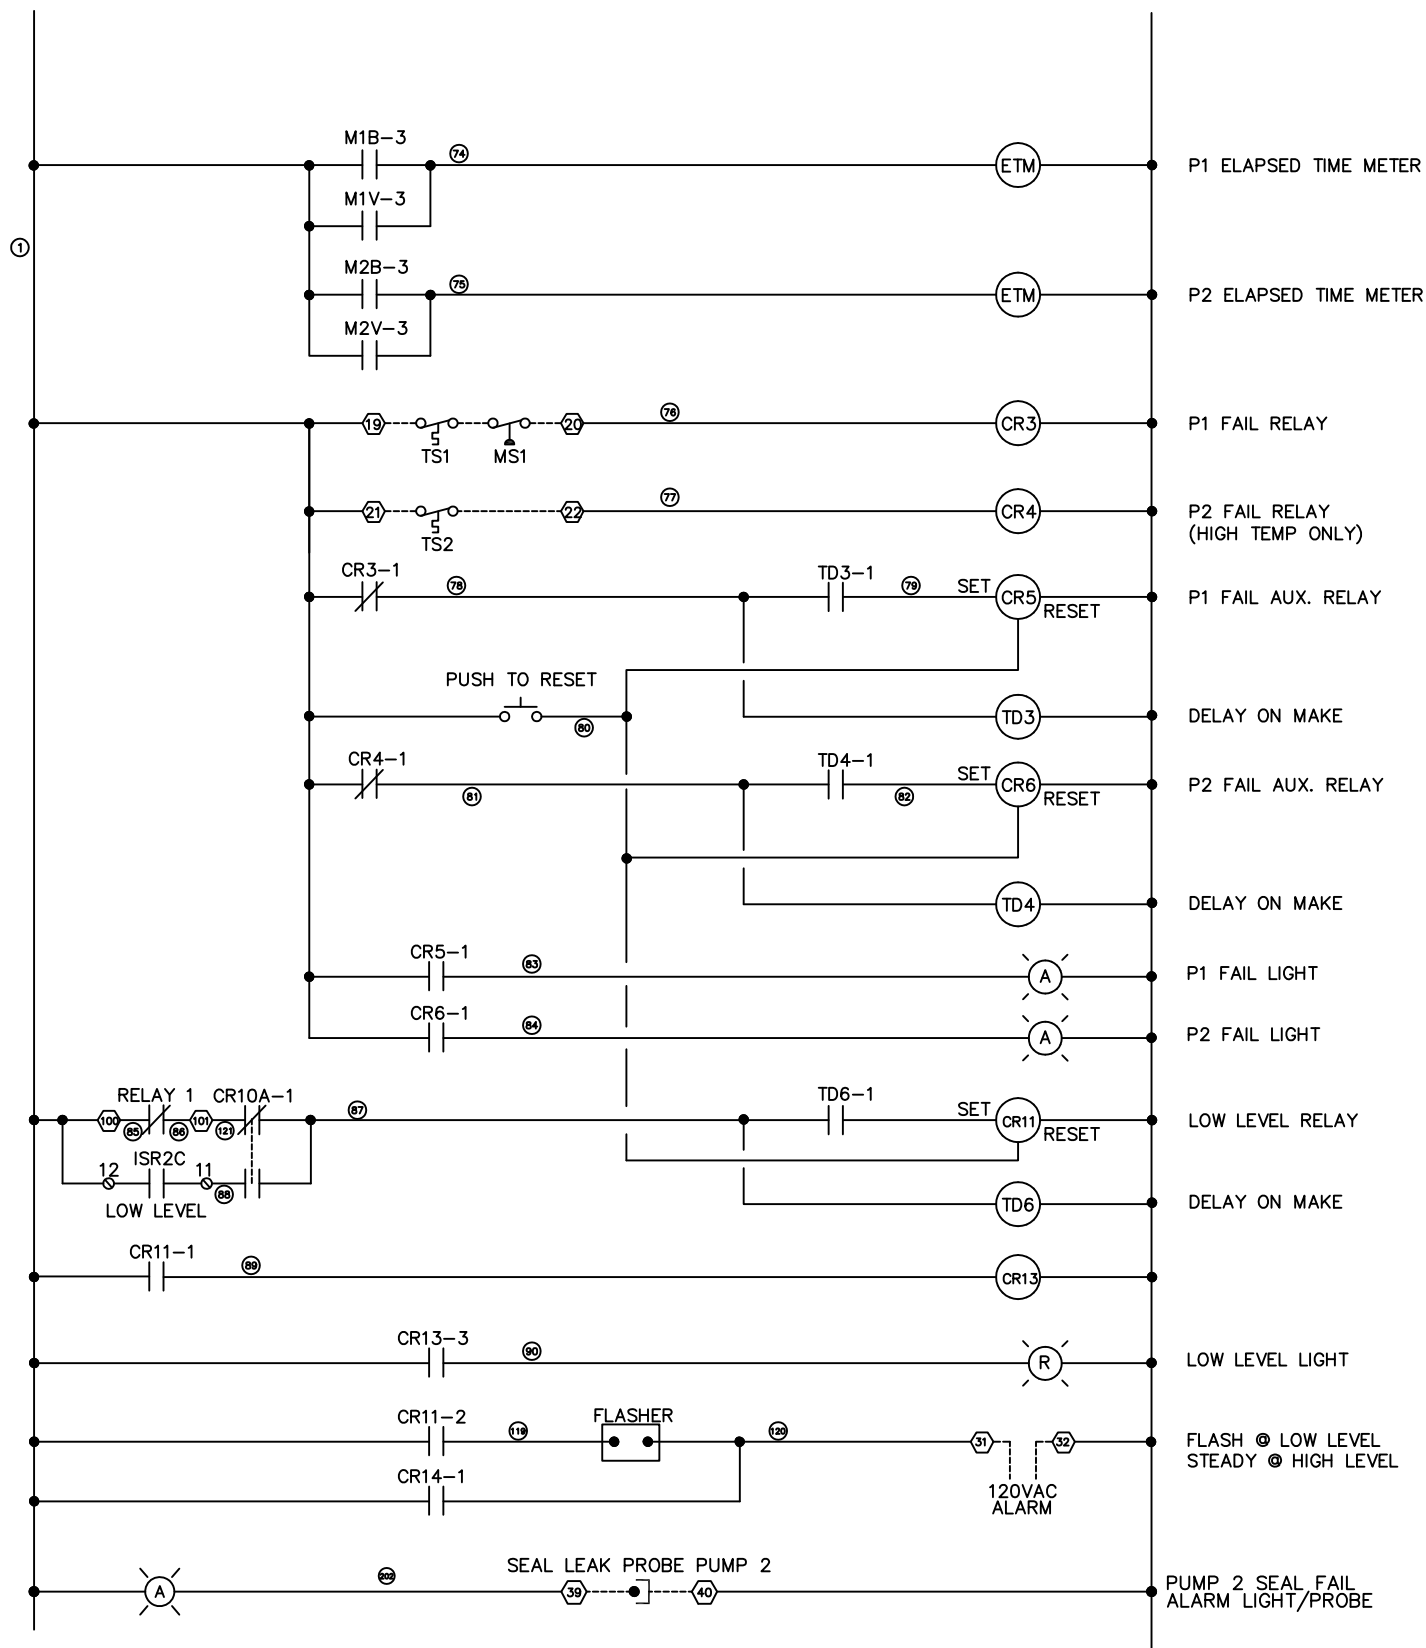 M1B-3
74
ETM
P1 ELAPSED TIME METER
M1V-3
1
M2B-3
75
ETM
P2 ELAPSED TIME METER
M2V-3
19
TS1
MS1
20
76
CR3
P1 FAIL RELAY
21
TS2
22
77
CR4
P2 FAIL RELAY
(HIGH TEMP ONLY)
CR3-1
78
TD3-1
79
SET
CR5
RESET
P1 FAIL AUX. RELAY
PUSH TO RESET
80
TD3
DELAY ON MAKE
CR4-1
81
TD4-1
82
SET
CR6
RESET
P2 FAIL AUX. RELAY
TD4
DELAY ON MAKE
CR5-1
83
A
P1 FAIL LIGHT
CR6-1
84
A
P2 FAIL LIGHT
RELAY 1
CR10A-1
100
85
86
101
121
87
TD6-1
SET
CR11
RESET
LOW LEVEL RELAY
12
ISR2C
11
88
LOW LEVEL
TD6
DELAY ON MAKE
CR11-1
89
CR13
CR13-3
90
R
LOW LEVEL LIGHT
CR11-2
119
FLASHER
120
31
32
FLASH @ LOW LEVEL
STEADY @ HIGH LEVEL
CR14-1
120VAC
ALARM
A
202
SEAL LEAK PROBE PUMP 2
39
40
PUMP 2 SEAL FAIL
ALARM LIGHT/PROBE